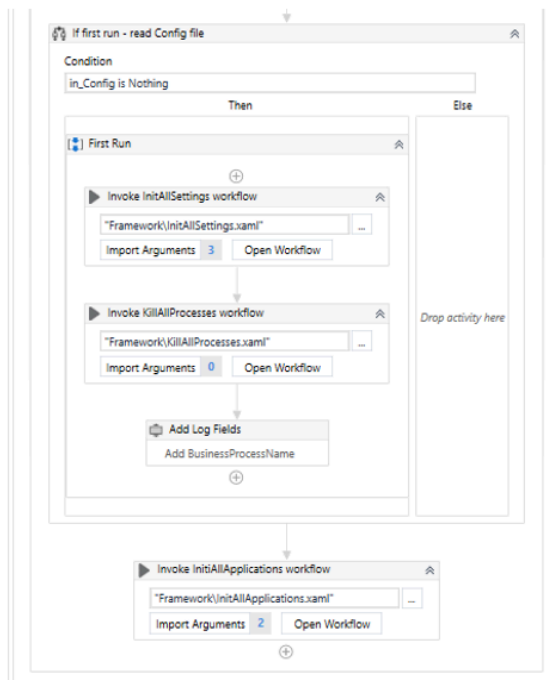 If first run - read Config file
Condition
in_Config is Nothing
Then
Else
First Run
Invoke InitAllSettings workflow
"Framework\InitAllSettings.xaml"
...
Import Arguments 3 Open Workflow
Invoke KillAllProcesses workflow
"Framework\KillAllProcesses.xaml"
...
Drop activity here
Import Arguments 0 Open Workflow
Add Log Fields
Add BusinessProcessName
Invoke InitiAllApplications workflow
"Framework\InitAllApplications.xaml"
...
Import Arguments 2 Open Workflow